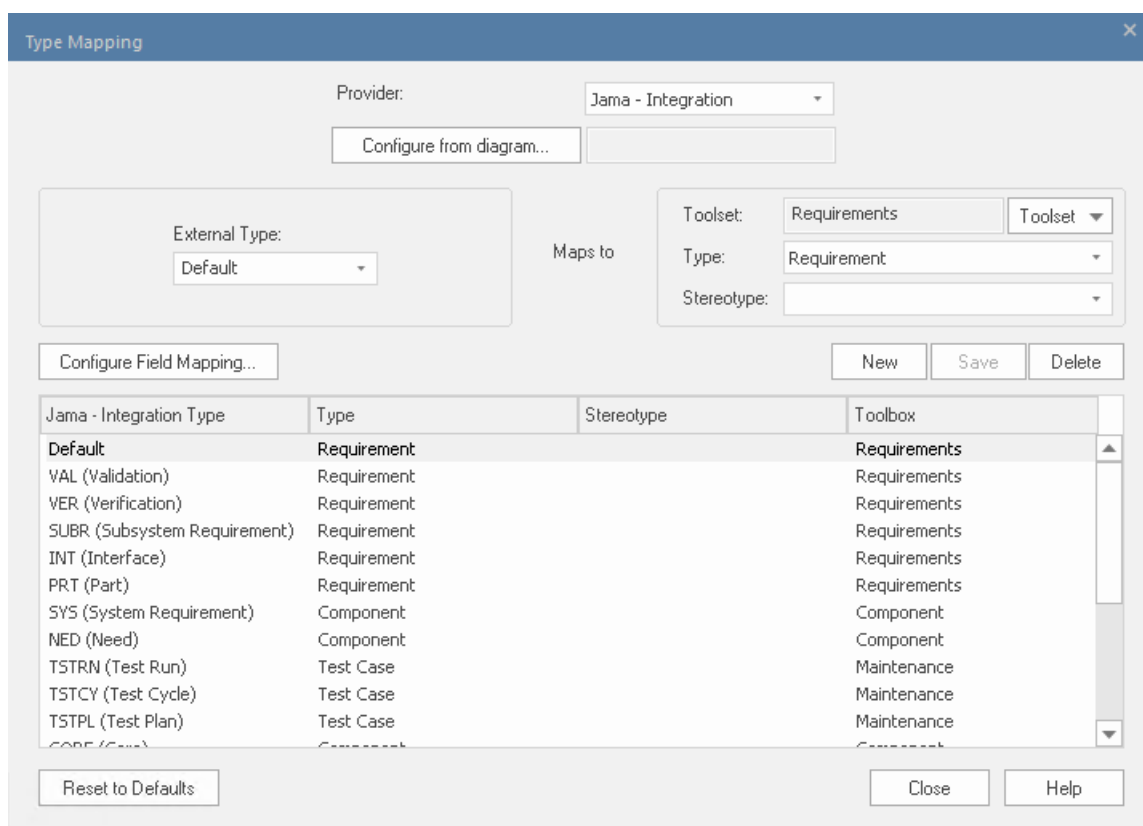 Type Mapping
Provider: Jama - Integration
Configure from diagram...
External Type:
Default
Maps to
Toolset: Requirements Toolset
Type: Requirement
Stereotype:
Configure Field Mapping... New Save Delete
Jama - Integration Type Type Stereotype Toolbox
Default Requirement Requirements
VAL (Validation) Requirement Requirements
VER (Verification) Requirement Requirements
SUBR (Subsystem Requirement) Requirement Requirements
INT (Interface) Requirement Requirements
PRT (Part) Requirement Requirements
SYS (System Requirement) Component Component
NED (Need) Component Component
TSTRN (Test Run) Test Case Maintenance
TSTCY (Test Cycle) Test Case Maintenance
TSTPL (Test Plan) Test Case Maintenance
Reset to Defaults Close Help